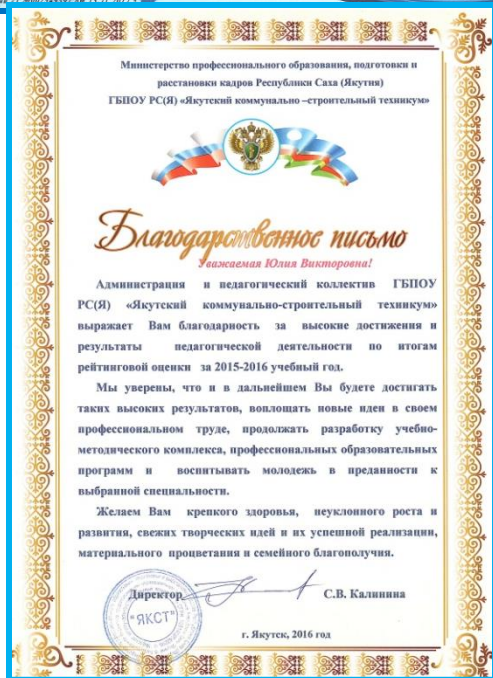 Министерство профессионального образования, подготовки и
расстановки кадров Республики Саха (Якутия)
ГБПОУ РС(Я) «Якутский коммунально –строительный техникум»
Благодарственное письмо
Уважаемая Юлия Викторовна!
Администрация и педагогический коллектив ГБПОУ
РС(Я) «Якутский коммунально-строительный техникум»
выражает Вам благодарность за высокие достижения и
результаты педагогической деятельности по итогам
рейтинговой оценки за 2015-2016 учебный год.
Мы уверены, что и в дальнейшем Вы будете достигать
таких высоких результатов, воплощать новые идеи в своем
профессиональном труде, продолжать разработку учебно-
методического комплекса, профессиональных образовательных
программ и воспитывать молодежь в преданности к
выбранной специальности.
Желаем Вам крепкого здоровья, неуклонного роста и
развития, свежих творческих идей и их успешной реализации,
материального процветания и семейного благополучия.
Директор С.В. Калинина
"ЯКСТ"
г. Якутск, 2016 год